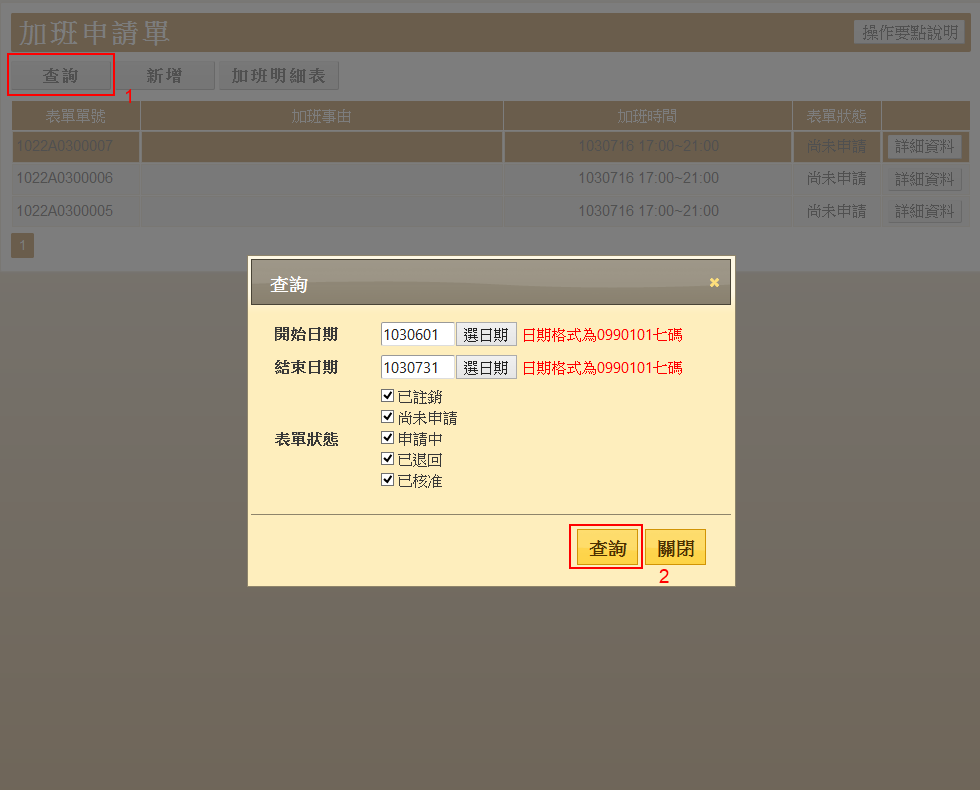 加班申請單 操作要點說明
查詢 新增 加班明細表
1
表單單號 加班事由 加班時間 表單狀態
1022A0300007 1030716 17:00~21:00 尚未申請 詳細資料
1022A0300006 1030716 17:00~21:00 尚未申請 詳細資料
1022A0300005 1030716 17:00~21:00 尚未申請 詳細資料
1
查詢 ×
開始日期 1030601 選日期 日期格式為0990101七碼
結束日期 1030731 選日期 日期格式為0990101七碼
表單狀態
已註銷
尚未申請
申請中
已退回
已核准
查詢 關閉
2